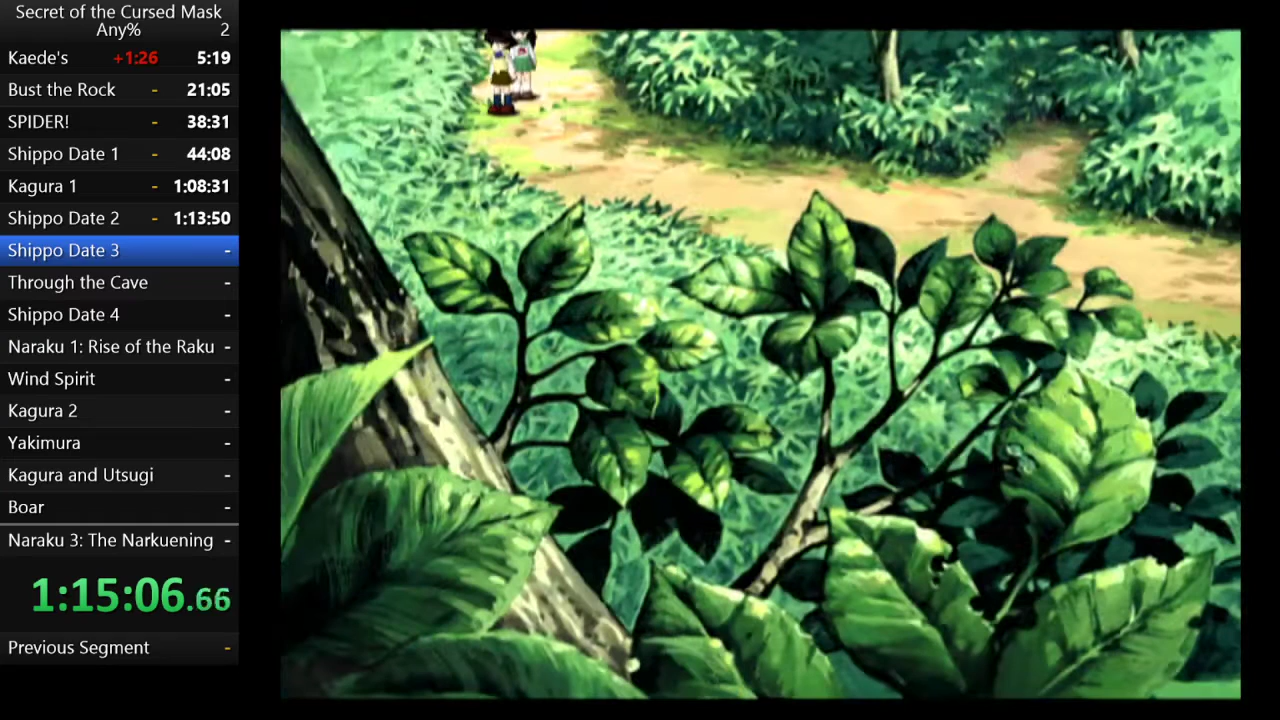 Secret of the Cursed Mask
Any% 2
Kaede's +1:26 5:19
Bust the Rock - 21:05
SPIDER! - 38:31
Shippo Date 1 - 44:08
Kagura 1 - 1:08:31
Shippo Date 2 - 1:13:50
Shippo Date 3 -
Through the Cave -
Shippo Date 4 -
Naraku 1: Rise of the Raku -
Wind Spirit -
Kagura 2 -
Yakimura -
Kagura and Utsugi -
Boar -
Naraku 3: The Narkuening -
1:15:06.66
Previous Segment -